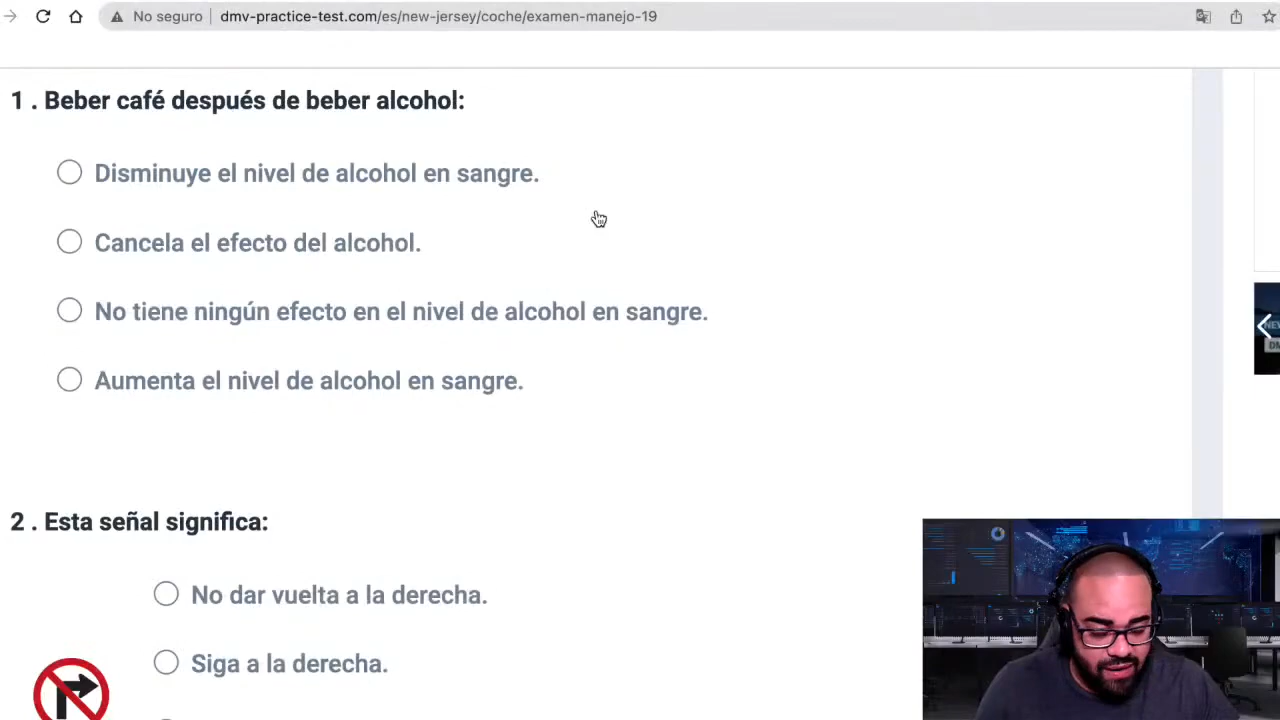 No seguro
dmv-practice-test.com/es/new-jersey/coche/examen-manejo-19
1 . Beber café después de beber alcohol:
Disminuye el nivel de alcohol en sangre.
Cancela el efecto del alcohol.
No tiene ningún efecto en el nivel de alcohol en sangre.
Aumenta el nivel de alcohol en sangre.
2 . Esta señal significa:
No dar vuelta a la derecha.
Siga a la derecha.